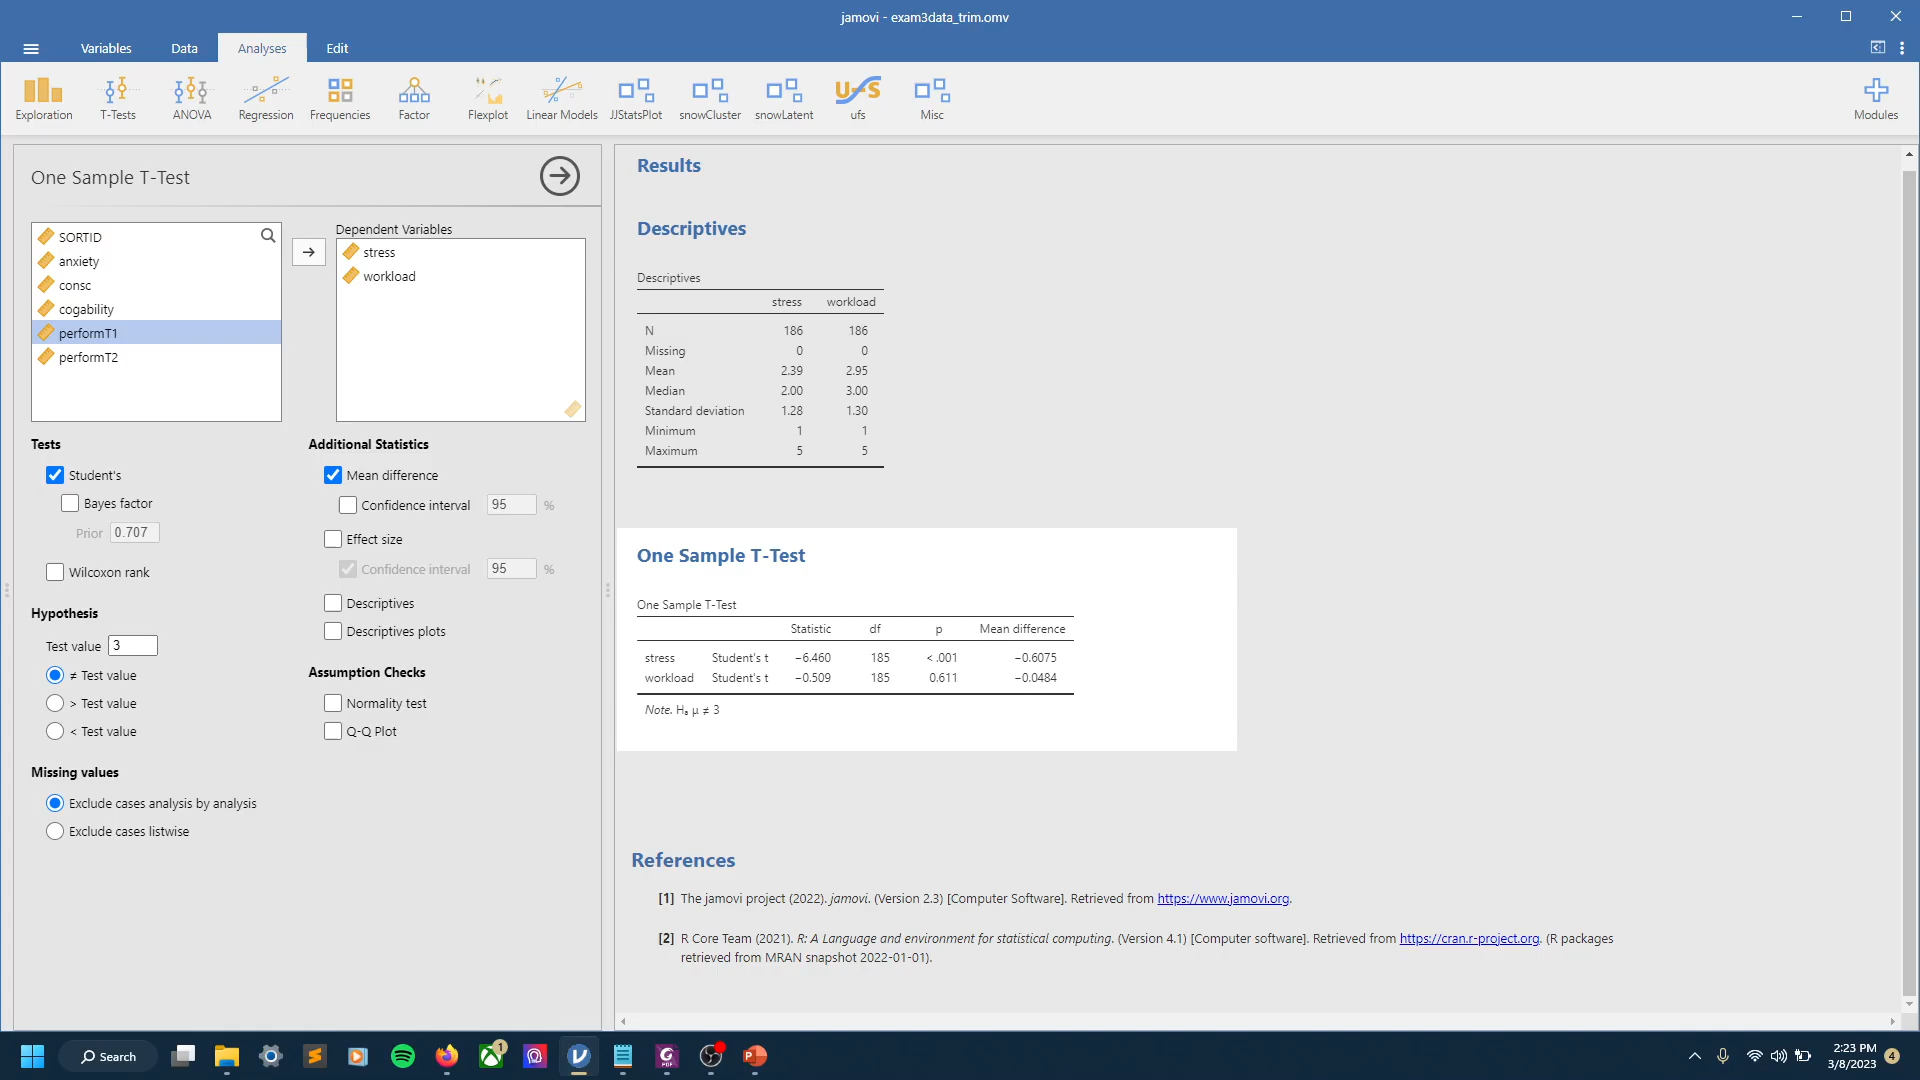 jamovi - exam3data_trim.omv
Variables Data Analyses Edit
Exploration T-Tests ANOVA Regression Frequencies Factor Flexplot Linear Models JJStatsPlot snowCluster snowLatent ufs Misc Modules
One Sample T-Test
SORTID
anxiety
consc
cogability
performT1
performT2
Dependent Variables
stress
workload
Tests
Student's
Bayes factor
Prior 0.707
Wilcoxon rank
Hypothesis
Test value 3
≠ Test value
> Test value
< Test value
Missing values
Exclude cases analysis by analysis
Exclude cases listwise
Additional Statistics
Mean difference
Confidence interval 95 %
Effect size
Confidence interval 95 %
Descriptives
Descriptives plots
Assumption Checks
Normality test
Q-Q Plot
Results
Descriptives
Descriptives
stress workload
N 186 186
Missing 0 0
Mean 2.39 2.95
Median 2.00 3.00
Standard deviation 1.28 1.30
Minimum 1 1
Maximum 5 5
One Sample T-Test
One Sample T-Test
Statistic df p Mean difference
stress Student's t −6.460 185 < .001 −0.6075
workload Student's t −0.509 185 0.611 −0.0484
Note. Hₐ μ ≠ 3
References
[1] The jamovi project (2022). jamovi. (Version 2.3) [Computer Software]. Retrieved from https://www.jamovi.org.
[2] R Core Team (2021). R: A Language and environment for statistical computing. (Version 4.1) [Computer software]. Retrieved from https://cran.r-project.org. (R packages
retrieved from MRAN snapshot 2022-01-01).
Search
1
2:23 PM
3/8/2023
4